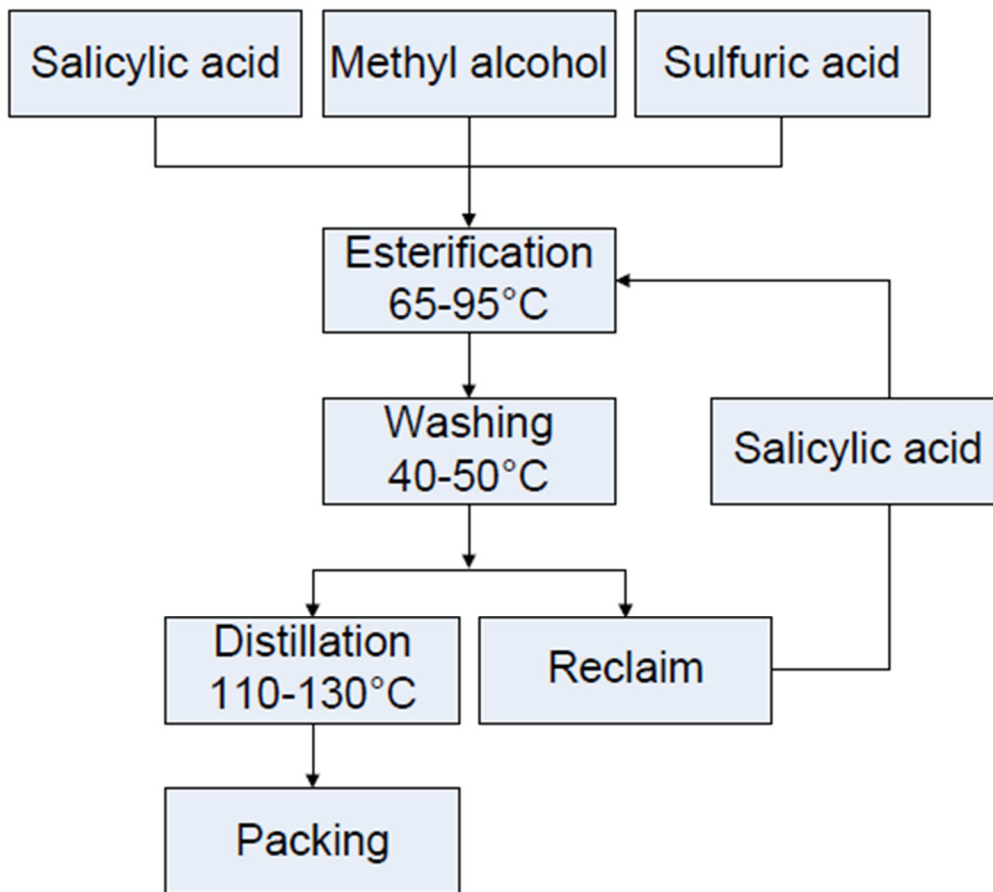 Salicylic acid
Methyl alcohol
Sulfuric acid
Esterification
65-95°C
Washing
40-50°C
Salicylic acid
Distillation
110-130°C
Reclaim
Packing